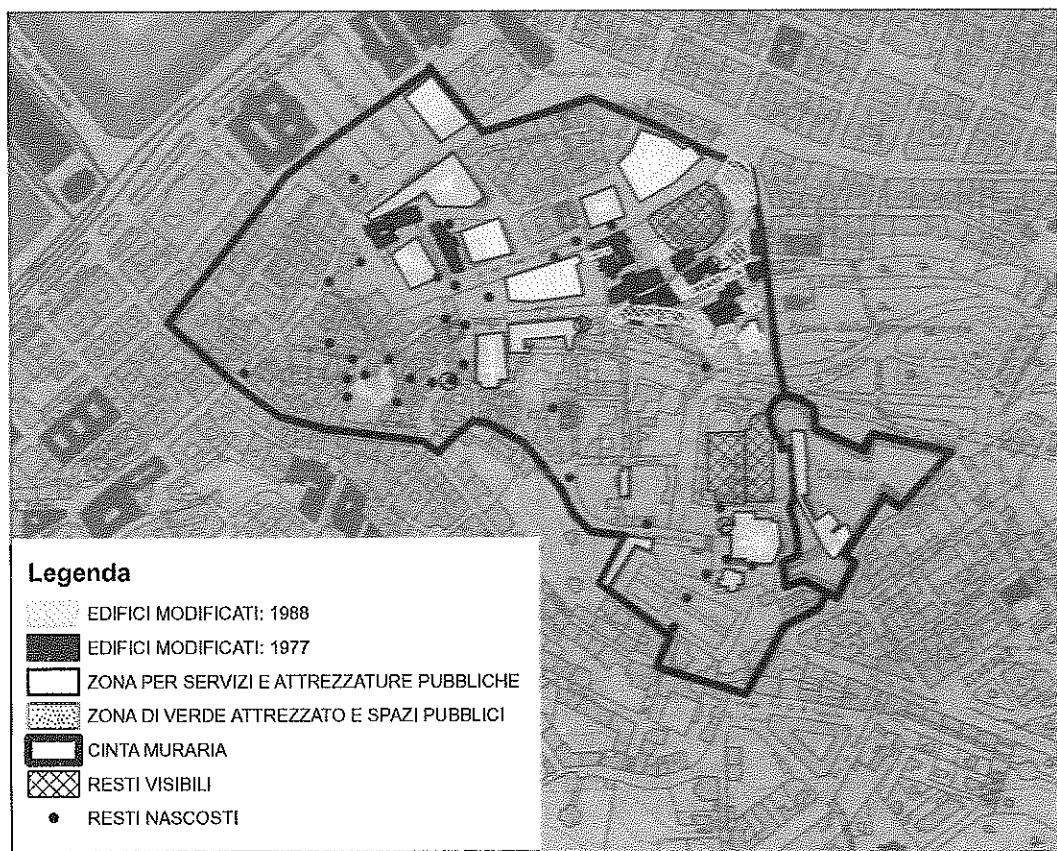 Legenda
EDIFICI MODIFICATI: 1988
EDIFICI MODIFICATI: 1977
ZONA PER SERVIZI E ATTREZZATURE PUBBLICHE
ZONA DI VERDE ATTREZZATO E SPAZI PUBBLICI
CINTA MURARIA
RESTI VISIBILI
RESTI NASCOSTI